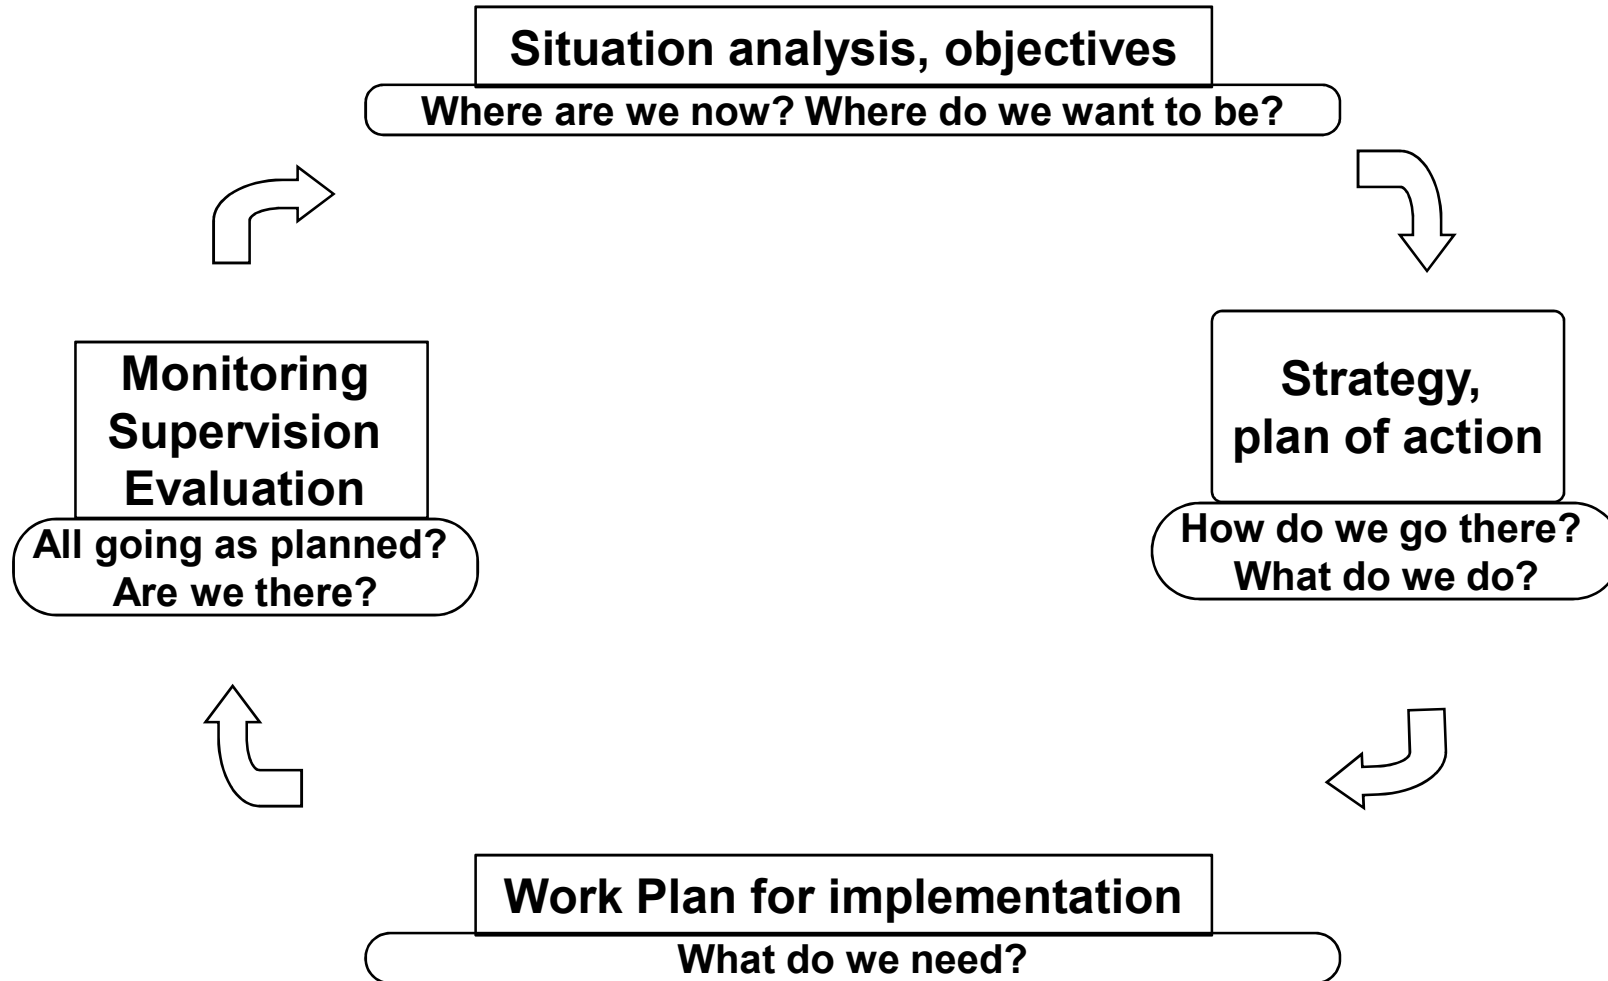 Situation analysis, objectives
Where are we now? Where do we want to be?
Strategy,
plan of action
How do we go there?
What do we do?
Work Plan for implementation
What do we need?
Monitoring
Supervision
Evaluation
All going as planned?
Are we there?